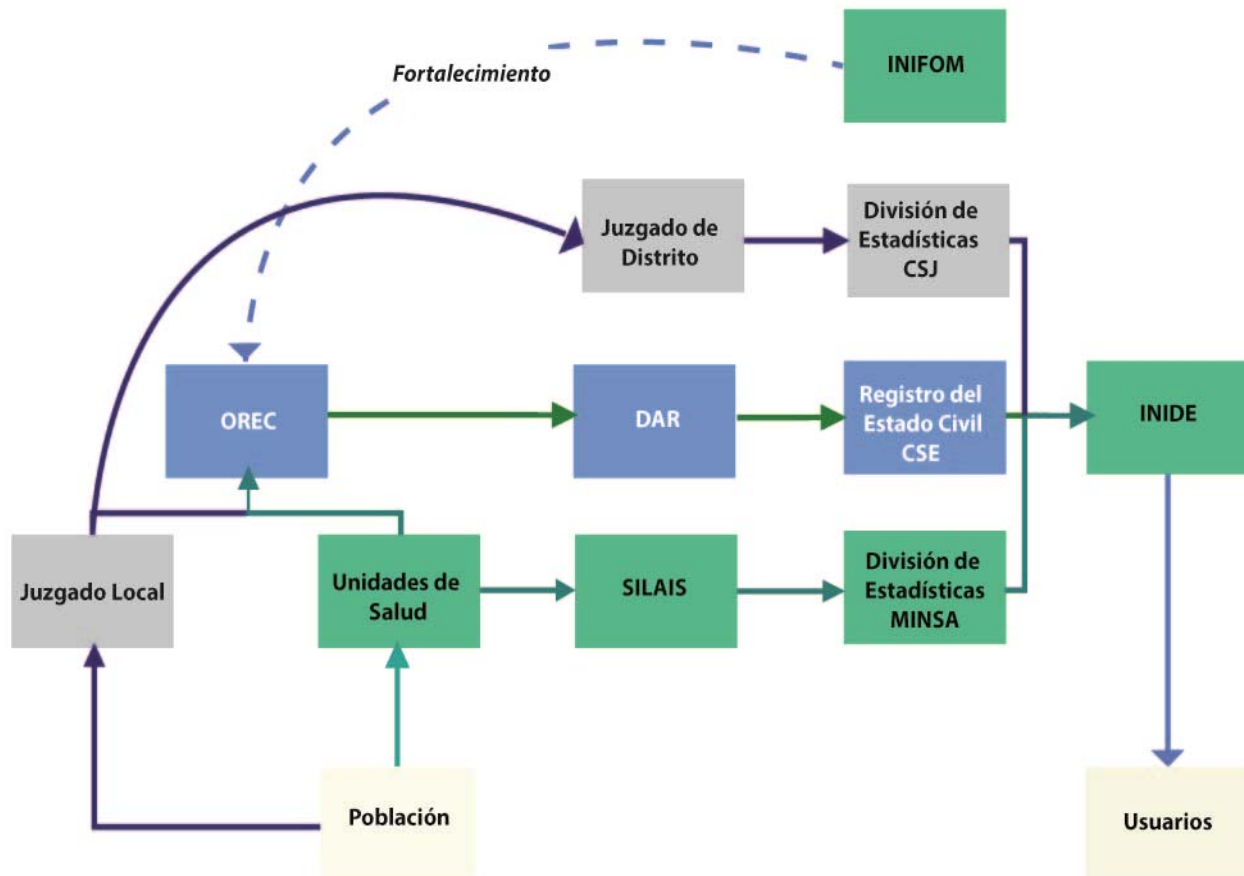 INIFOM
Fortalecimiento
Juzgado de
Distrito
División de
Estadísticas
CSJ
OREC
DAR
Registro del
Estado Civil
CSE
INIDE
Juzgado Local
Unidades de
Salud
SILAIS
División de
Estadísticas
MINSA
Población
Usuarios